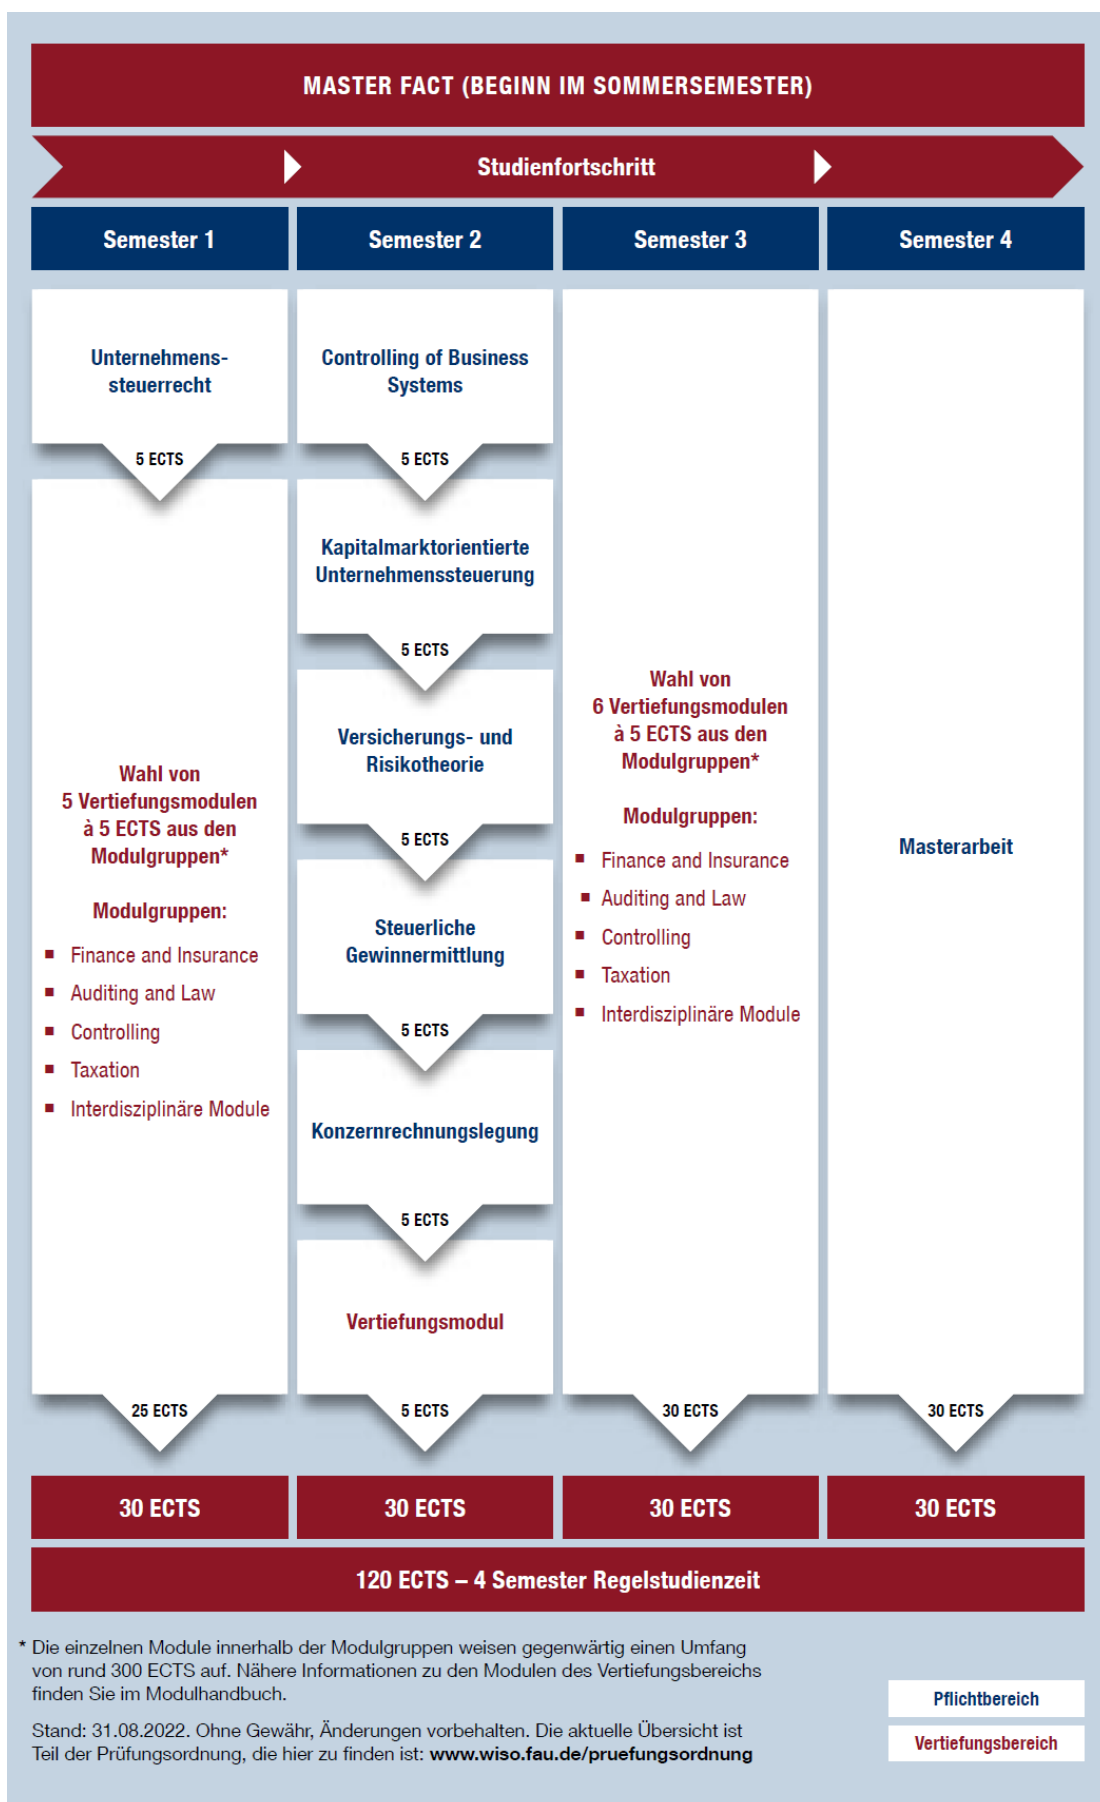 MASTER FACT (BEGINN IM SOMMERSEMESTER)
Studienfortschritt
Semester 1
Semester 2
Semester 3
Semester 4
Unternehmens-
steuerrecht
5 ECTS
Wahl von
5 Vertiefungsmodulen
à 5 ECTS aus den
Modulgruppen*
Modulgruppen:
■ Finance and Insurance
■ Auditing and Law
■ Controlling
■ Taxation
■ Interdisziplinäre Module
25 ECTS
Controlling of Business
Systems
5 ECTS
Kapitalmarktorientierte
Unternehmenssteuerung
5 ECTS
Versicherungs- und
Risikotheorie
5 ECTS
Steuerliche
Gewinnermittlung
5 ECTS
Konzernrechnungslegung
5 ECTS
Vertiefungsmodul
5 ECTS
Wahl von
6 Vertiefungsmodulen
à 5 ECTS aus den
Modulgruppen*
Modulgruppen:
■ Finance and Insurance
■ Auditing and Law
■ Controlling
■ Taxation
■ Interdisziplinäre Module
30 ECTS
Masterarbeit
30 ECTS
30 ECTS
30 ECTS
30 ECTS
30 ECTS
120 ECTS – 4 Semester Regelstudienzeit
* Die einzelnen Module innerhalb der Modulgruppen weisen gegenwärtig einen Umfang
von rund 300 ECTS auf. Nähere Informationen zu den Modulen des Vertiefungsbereichs
finden Sie im Modulhandbuch.
Stand: 31.08.2022. Ohne Gewähr, Änderungen vorbehalten. Die aktuelle Übersicht ist
Teil der Prüfungsordnung, die hier zu finden ist: www.wiso.fau.de/pruefungsordnung
Pflichtbereich
Vertiefungsbereich